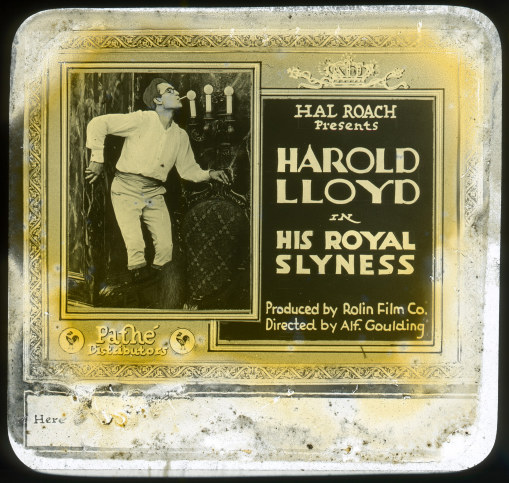 HAL ROACH
Presents
HAROLD
LLOYD
IN
HIS ROYAL
SLYNESS
Produced by Rolin Film Co.
Directed by Alf. Goulding
Pathé
Distributors
Here